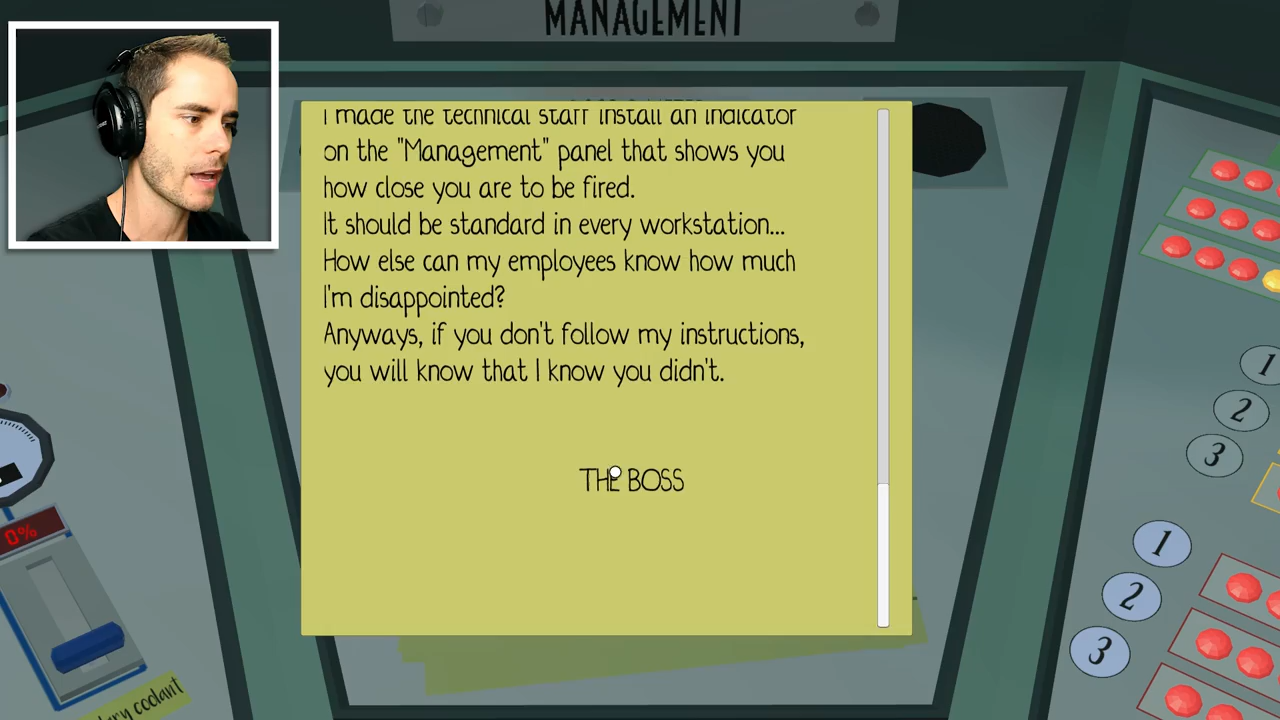 MANAGEMENT
I made the technical staff install an indicator
on the "Management" panel that shows you
how close you are to be fired.
It should be standard in every workstation...
How else can my employees know how much
I'm disappointed?
Anyways, if you don't follow my instructions,
you will know that I know you didn't.
THE BOSS
0%
coolant
1
2
3
1
2
3